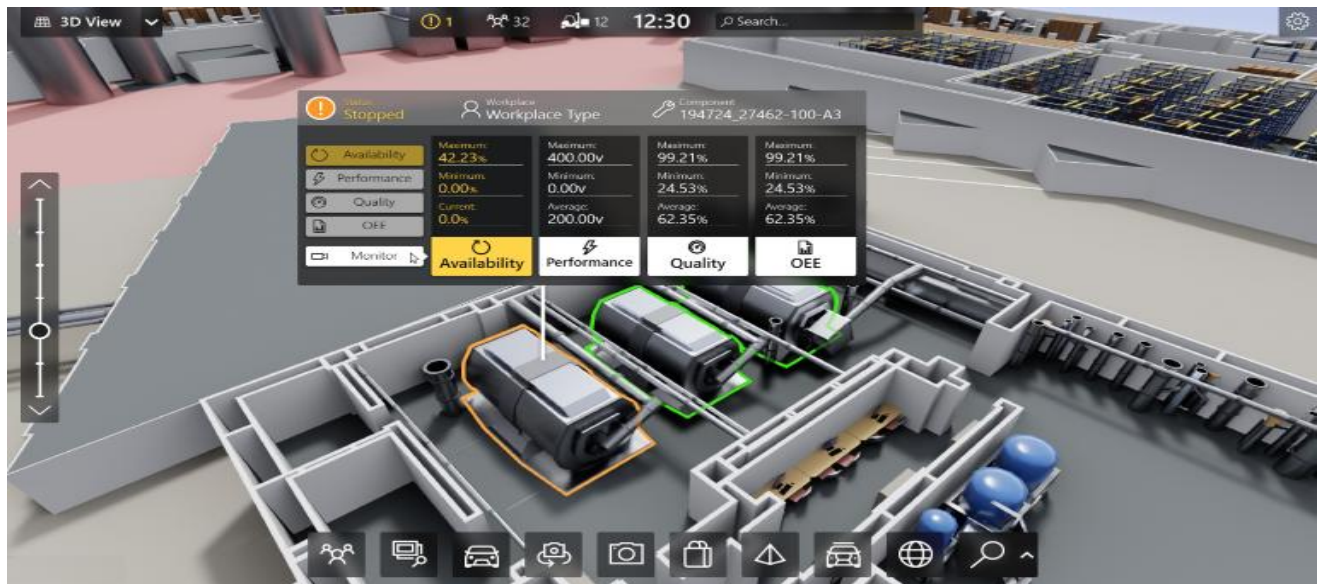 3D View
1
32
12
12:30
Search...
Status
Stopped
Workplace
Workplace Type
Component
194724_27462-100-A3
Availability
Performance
Quality
OEE
Monitor
Maximum:
42.23%
Minimum:
0.00%
Current:
0.0%
Availability
Maximum:
400.00v
Minimum:
0.00v
Average:
200.00v
Performance
Maximum:
99.21%
Minimum:
24.53%
Average:
62.35%
Quality
Maximum:
99.21%
Minimum:
24.53%
Average:
62.35%
OEE